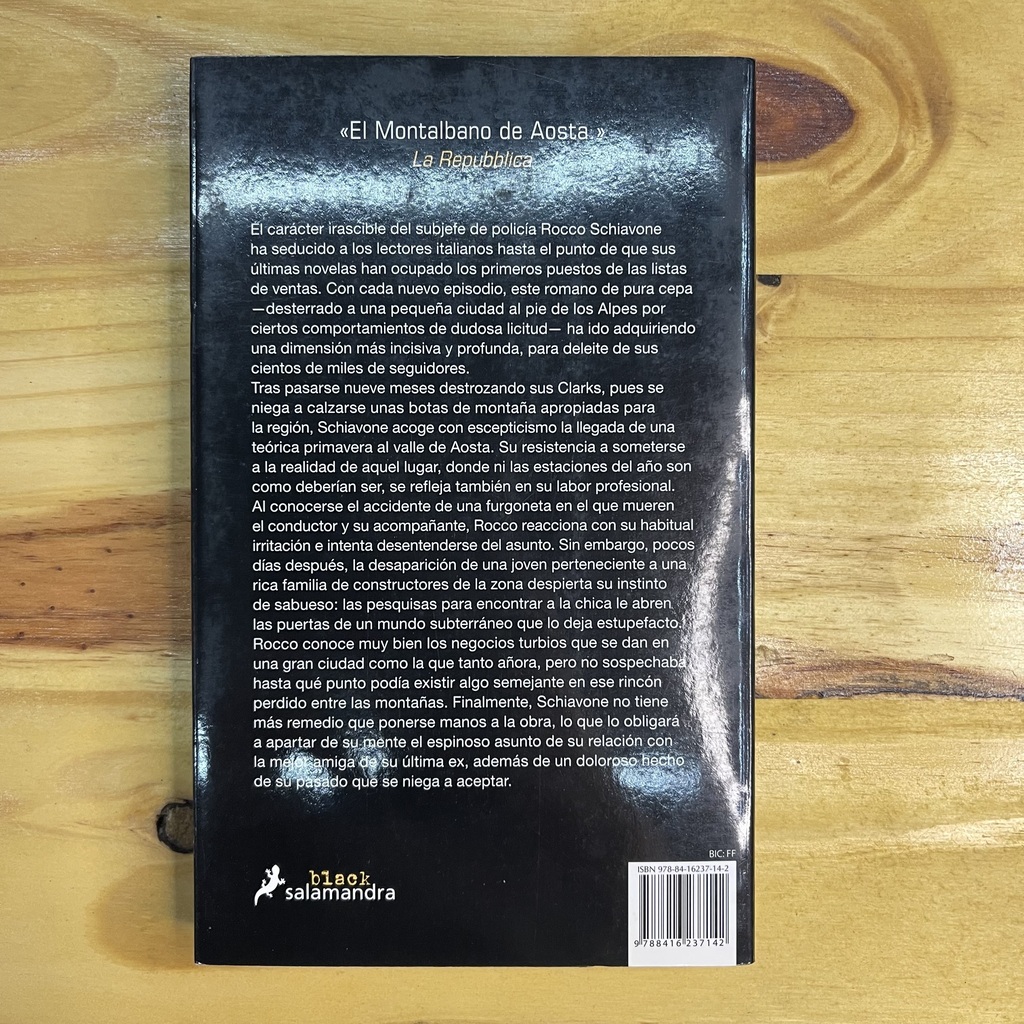 «El Montalbano de Aosta.»
La Repubblica
El carácter irascible del subjefe de policía Rocco Schiavone
ha seducido a los lectores italianos hasta el punto de que sus
últimas novelas han ocupado los primeros puestos de las listas
de ventas. Con cada nuevo episodio, este romano de pura cepa
—desterrado a una pequeña ciudad al pie de los Alpes por
ciertos comportamientos de dudosa licitud— ha ido adquiriendo
una dimensión más incisiva y profunda, para deleite de sus
cientos de miles de seguidores.
Tras pasarse nueve meses destrozando sus Clarks, pues se
niega a calzarse unas botas de montaña apropiadas para
la región, Schiavone acoge con escepticismo la llegada de una
teórica primavera al valle de Aosta. Su resistencia a someterse
a la realidad de aquel lugar, donde ni las estaciones del año son
como deberían ser, se refleja también en su labor profesional.
Al conocerse el accidente de una furgoneta en el que mueren
el conductor y su acompañante, Rocco reacciona con su habitual
irritación e intenta desentenderse del asunto. Sin embargo, pocos
días después, la desaparición de una joven perteneciente a una
rica familia de constructores de la zona despierta su instinto
de sabueso: las pesquisas para encontrar a la chica le abren
las puertas de un mundo subterráneo que lo deja estupefacto.
Rocco conoce muy bien los negocios turbios que se dan en
una gran ciudad como la que tanto añora, pero no sospechaba
hasta qué punto podía existir algo semejante en ese rincón
perdido entre las montañas. Finalmente, Schiavone no tiene
más remedio que ponerse manos a la obra, lo que lo obligará
a apartar de su mente el espinoso asunto de su relación con
la mejor amiga de su última ex, además de un doloroso hecho
de su pasado que se niega a aceptar.
black
salamandra
BIC: FF
ISBN 978-84-16237-14-2
9 788416 237142